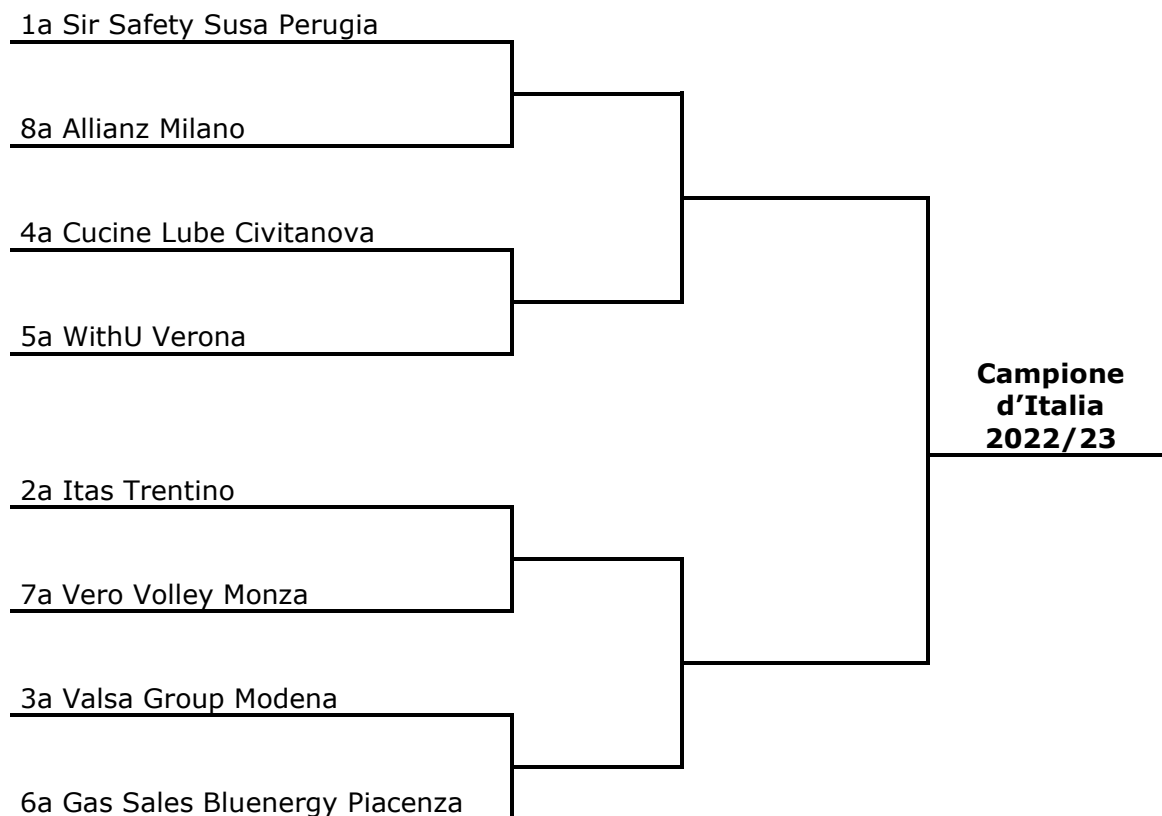 1a Sir Safety Susa Perugia
8a Allianz Milano
4a Cucine Lube Civitanova
5a WithU Verona
Campione
d’Italia
2022/23
2a Itas Trentino
7a Vero Volley Monza
3a Valsa Group Modena
6a Gas Sales Bluenergy Piacenza